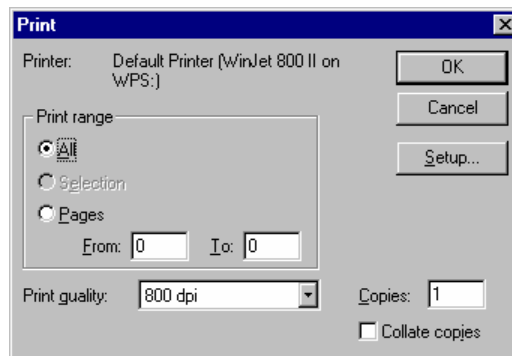 Print
Printer: Default Printer (WinJet 800 II on
WPS:)
OK
Cancel
Setup...
Print range
All
Selection
Pages
From: 0 To: 0
Print quality: 800 dpi
Copies: 1
Collate copies